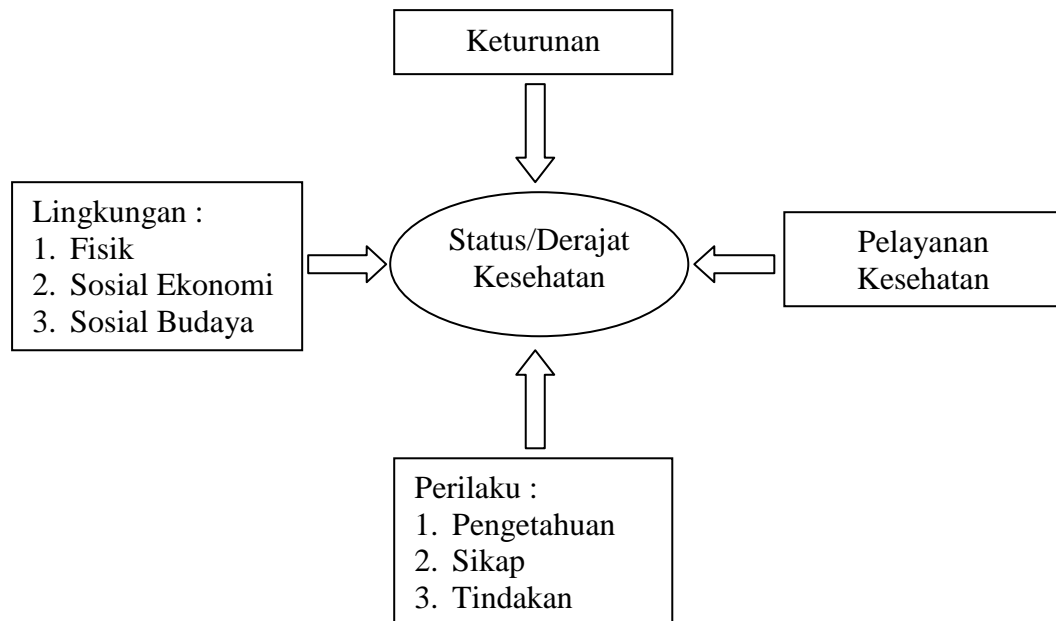 Keturunan
Lingkungan :
1. Fisik
2. Sosial Ekonomi
3. Sosial Budaya
Status/Derajat
Kesehatan
Pelayanan
Kesehatan
Perilaku :
1. Pengetahuan
2. Sikap
3. Tindakan